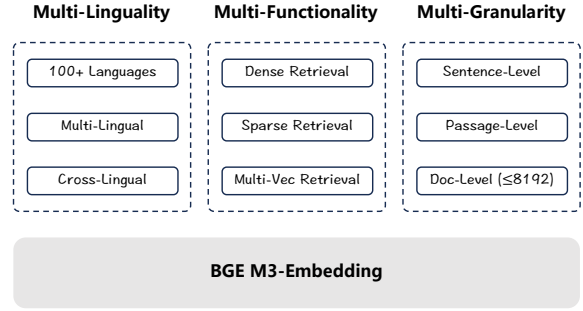 Multi-Linguality
100+ Languages
Multi-Lingual
Cross-Lingual
Multi-Functionality
Dense Retrieval
Sparse Retrieval
Multi-Vec Retrieval
Multi-Granularity
Sentence-Level
Passage-Level
Doc-Level (≤8192)
BGE M3-Embedding